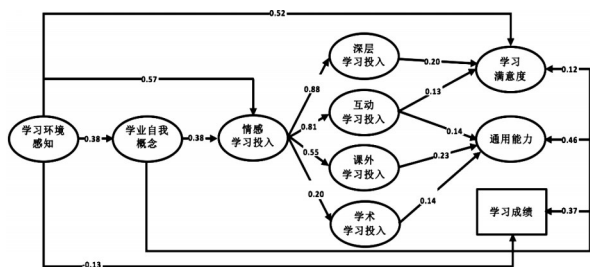 0.52
0.57
深层
学习投入
0.20
学习
满意度
0.12
0.88
0.13
学习环境
感知
0.38
学业自我
概念
0.38
情感
学习投入
0.81
互动
学习投入
0.14
通用能力
0.46
0.55
课外
学习投入
0.23
0.20
学术
学习投入
0.14
学习成绩
0.37
-0.13